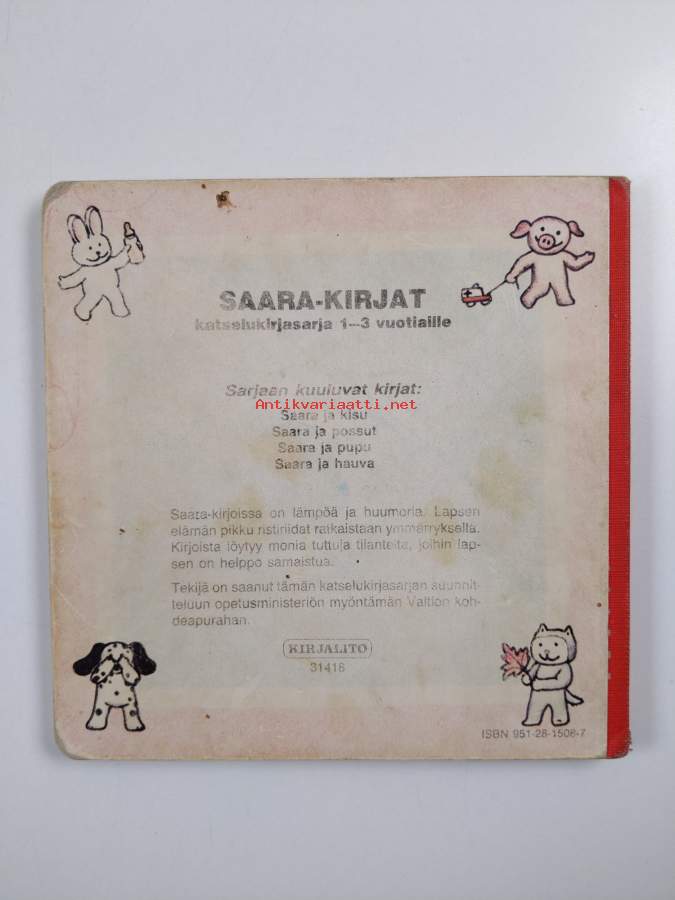 SAARA-KIRJAT
katselukirjasarja 1–3 vuotiaille
Sarjaan kuuluvat kirjat:
Antikvariaatti.net
Saara ja kisu
Saara ja possut
Saara ja pupu
Saara ja hauva
Saara-kirjoissa on lämpöä ja huumoria. Lapsen
elämän pikku ristiriidat ratkaistaan ymmärryksellä.
Kirjoista löytyy monia tuttuja tilanteita, joihin lap-
sen on helppo samaistua.
Tekijä on saanut tämän katselukirjasarjan suunnit-
teluun opetusministeriön myöntämän Valtion koh-
deapurahan.
KIRJALITO
31418
ISBN 951-28-1508-7